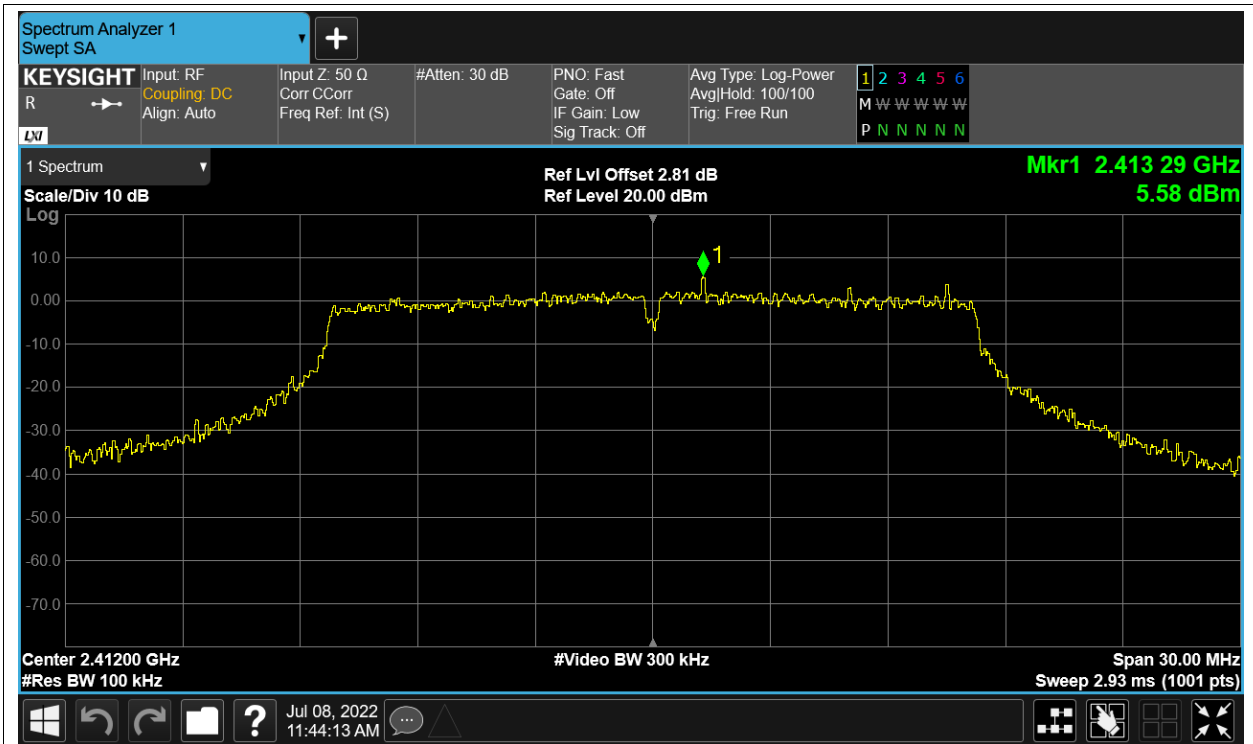 Spectrum Analyzer 1
Swept SA
KEYSIGHT
R
LXI
Input: RF
Coupling: DC
Align: Auto
Input Z: 50 Ω
Corr CCorr
Freq Ref: Int (S)
#Atten: 30 dB
PNO: Fast
Gate: Off
IF Gain: Low
Sig Track: Off
Avg Type: Log-Power
Avg|Hold: 100/100
Trig: Free Run
1 2 3 4 5 6
M W W W W W
P N N N N N
1 Spectrum
Scale/Div 10 dB
Log
Ref Lvl Offset 2.81 dB
Ref Level 20.00 dBm
Mkr1 2.413 29 GHz
5.58 dBm
1
10.0
0.00
-10.0
-20.0
-30.0
-40.0
-50.0
-60.0
-70.0
Center 2.41200 GHz
#Res BW 100 kHz
#Video BW 300 kHz
Span 30.00 MHz
Sweep 2.93 ms (1001 pts)
?
Jul 08, 2022
11:44:13 AM